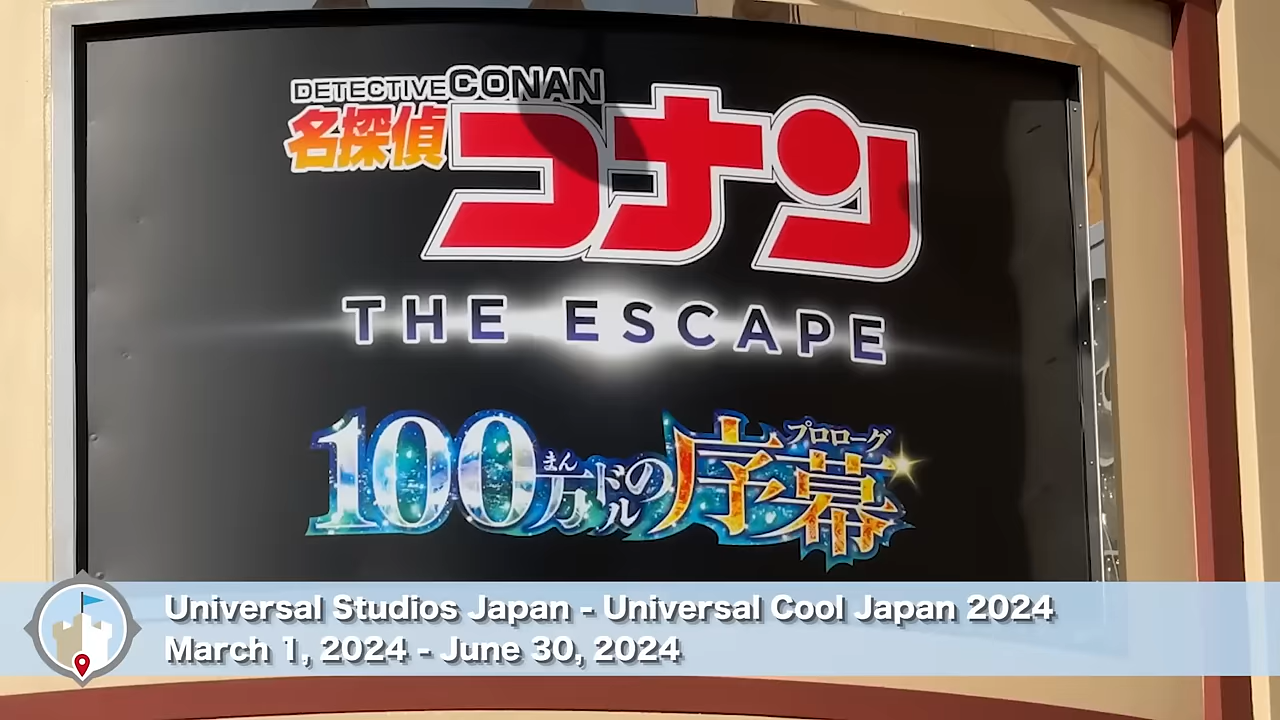 DETECTIVE CONAN
名探偵コナン
THE ESCAPE
まん プロローグ
100万ドルの序幕
Universal Studios Japan - Universal Cool Japan 2024
March 1, 2024 - June 30, 2024